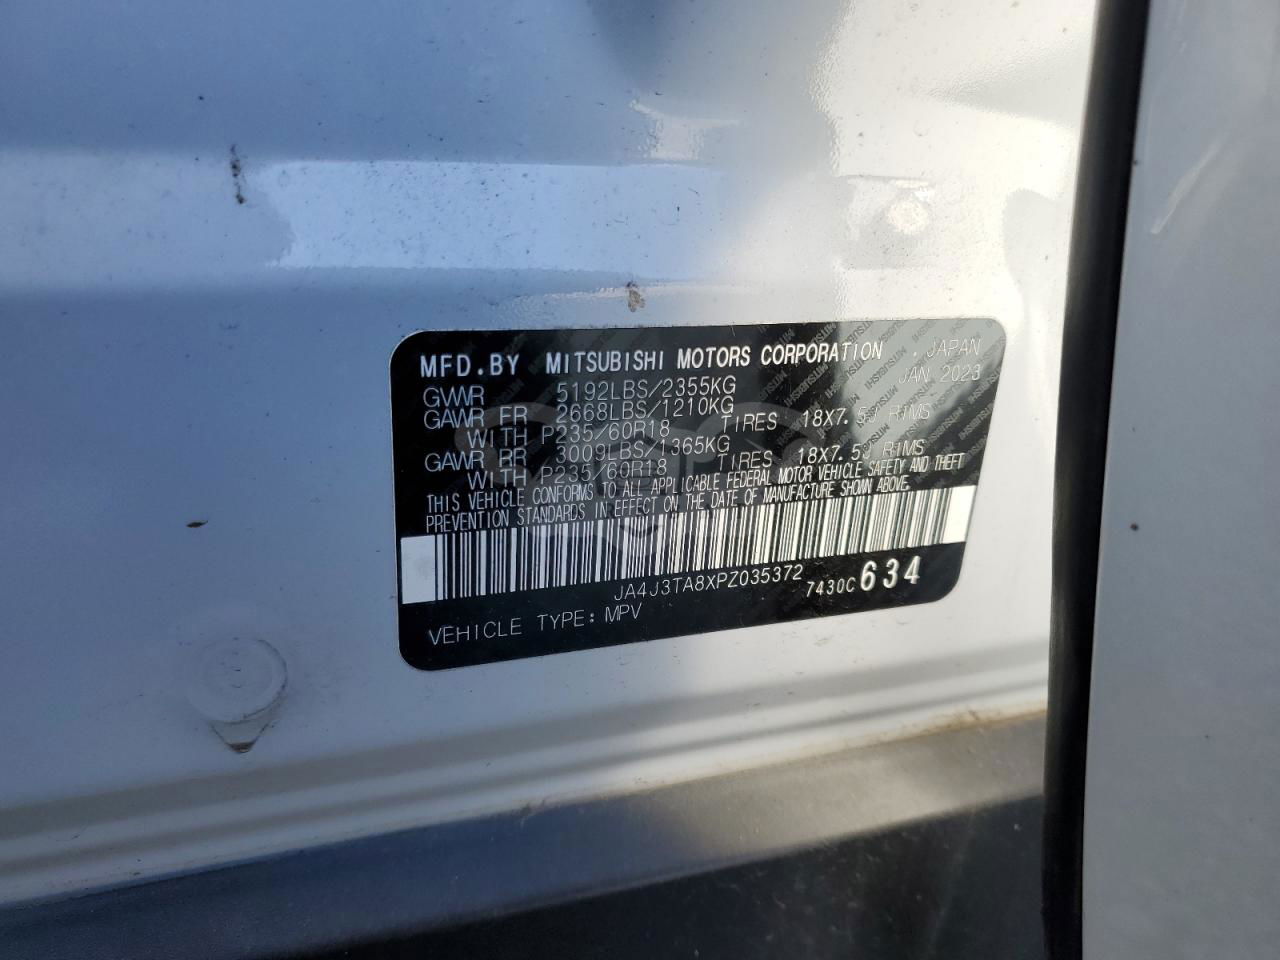 MFD.BY MITSUBISHI MOTORS CORPORATION , JAPAN
JAN 2023
GVWR 5192LBS/2355KG
GAWR FR 2668LBS/1210KG
WITH P235/60R18 TIRES 18X7.5J RIMS
GAWR RR 3009LBS/1365KG
WITH P235/60R18 TIRES 18X7.5J RIMS
THIS VEHICLE CONFORMS TO ALL APPLICABLE FEDERAL MOTOR VEHICLE SAFETY AND THEFT
PREVENTION STANDARDS IN EFFECT ON THE DATE OF MANUFACTURE SHOWN ABOVE.
JA4J3TA8XPZ035372 7430C 634
VEHICLE TYPE: MPV